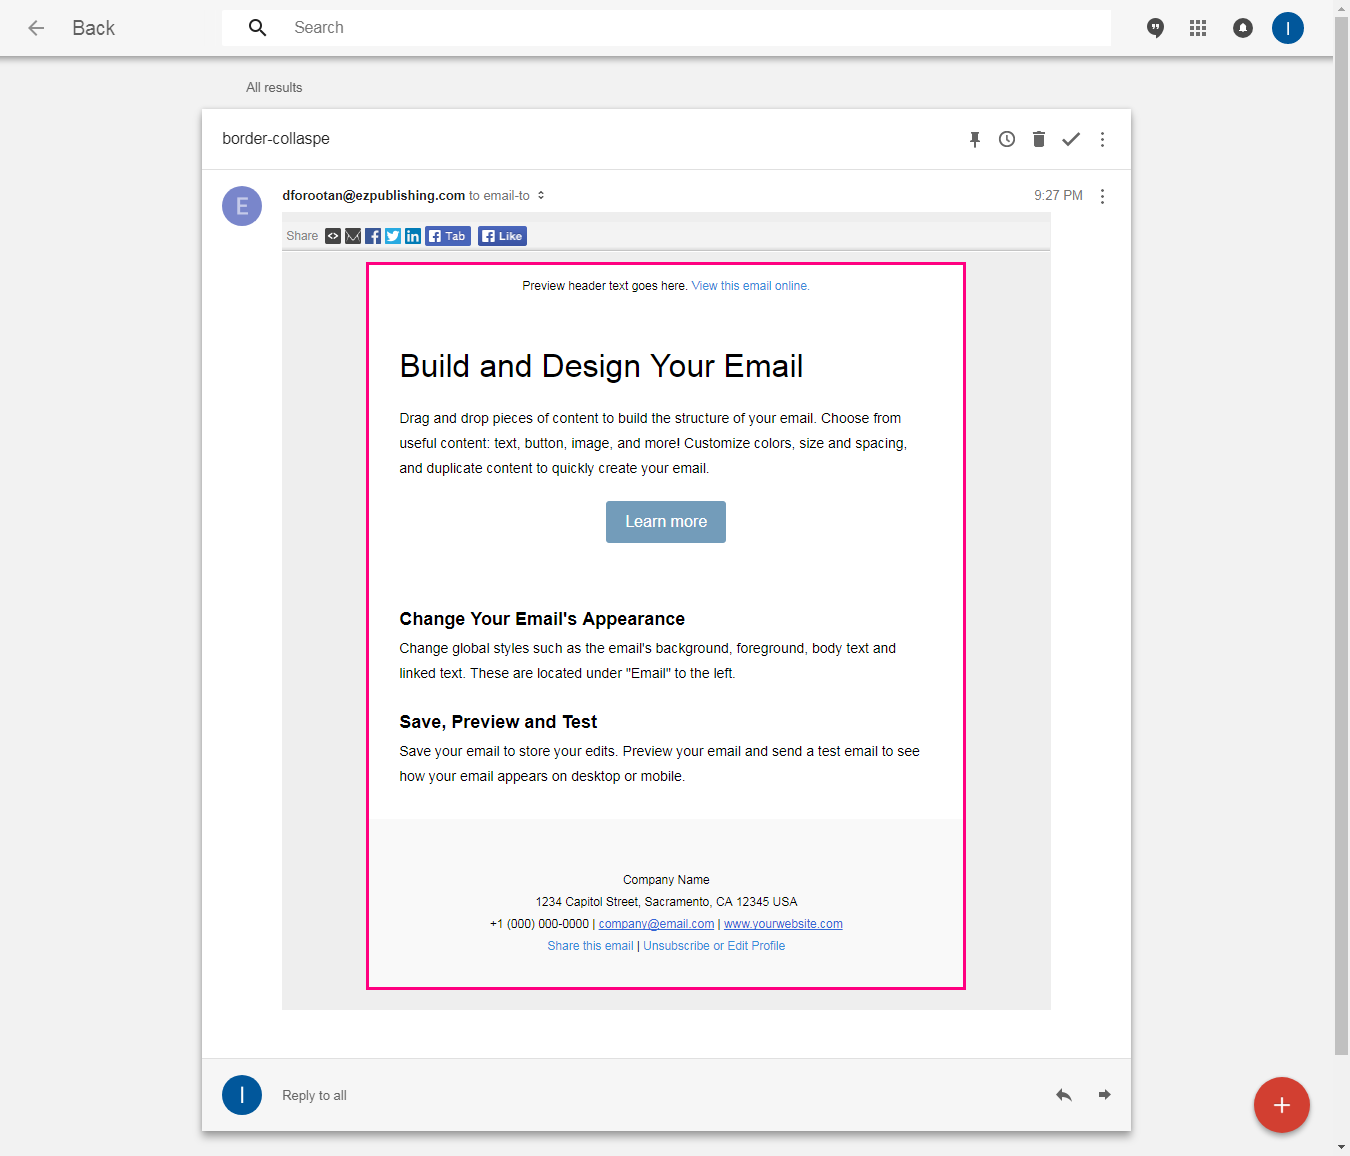 Back
Search
I
All results
border-collaspe
E
dforootan@ezpublishing.com to email-to
9:27 PM
Share
Tab
Like
Preview header text goes here. View this email online.
Build and Design Your Email
Drag and drop pieces of content to build the structure of your email. Choose from
useful content: text, button, image, and more! Customize colors, size and spacing,
and duplicate content to quickly create your email.
Learn more
Change Your Email's Appearance
Change global styles such as the email's background, foreground, body text and
linked text. These are located under "Email" to the left.
Save, Preview and Test
Save your email to store your edits. Preview your email and send a test email to see
how your email appears on desktop or mobile.
Company Name
1234 Capitol Street, Sacramento, CA 12345 USA
+1 (000) 000-0000 | company@email.com | www.yourwebsite.com
Share this email | Unsubscribe or Edit Profile
I
Reply to all